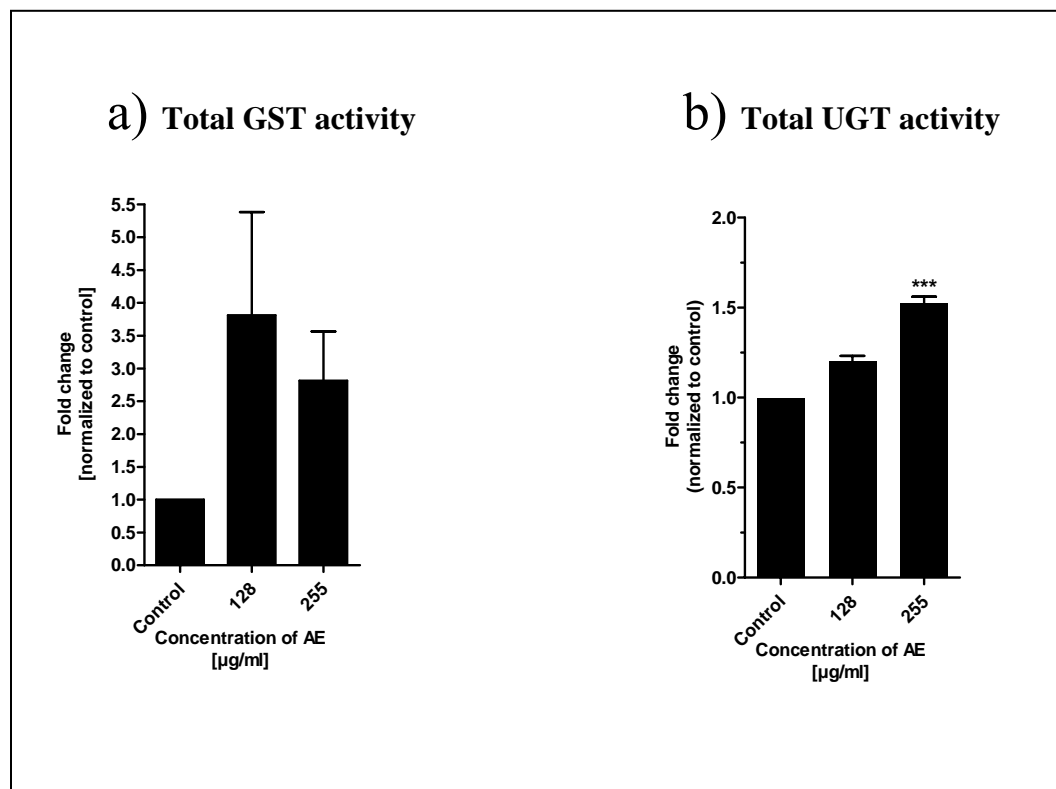 a) Total GST activity
5.5
5.0
4.5
4.0
3.5
3.0
2.5
2.0
1.5
1.0
0.5
0.0
Fold change
[normalized to control]
Control
128
255
Concentration of AE
[µg/ml]
b) Total UGT activity
2.0
1.5
1.0
0.5
0.0
Fold change
(normalized to control)
***
Control
128
255
Concentration of AE
[µg/ml]